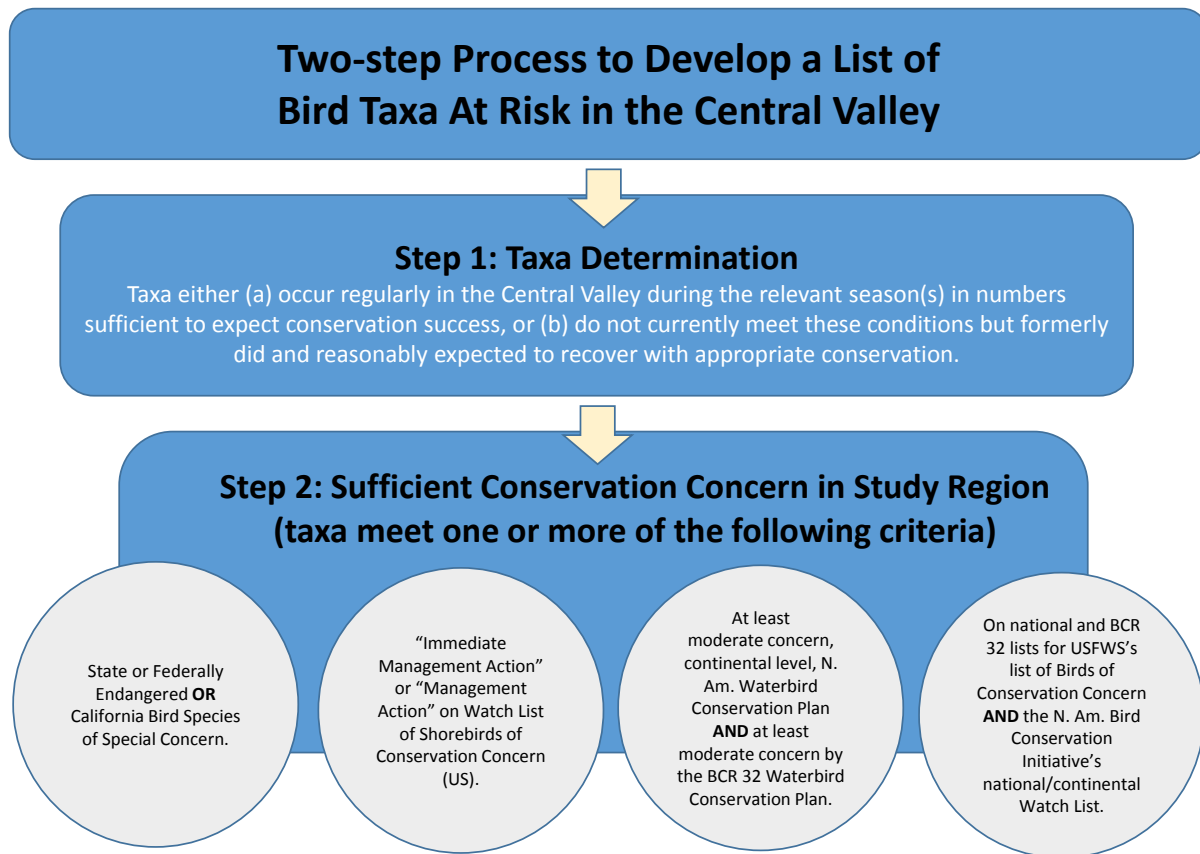 Two-step Process to Develop a List of
Bird Taxa At Risk in the Central Valley
Step 1: Taxa Determination
Taxa either (a) occur regularly in the Central Valley during the relevant season(s) in numbers
sufficient to expect conservation success, or (b) do not currently meet these conditions but formerly
did and reasonably expected to recover with appropriate conservation.
Step 2: Sufficient Conservation Concern in Study Region
(taxa meet one or more of the following criteria)
State or Federally
Endangered OR
California Bird Species
of Special Concern.
“Immediate
Management Action”
or “Management
Action” on Watch List
of Shorebirds of
Conservation Concern
(US).
At least
moderate concern,
continental level, N.
Am. Waterbird
Conservation Plan
AND at least
moderate concern by
the BCR 32 Waterbird
Conservation Plan.
On national and BCR
32 lists for USFWS’s
list of Birds of
Conservation Concern
AND the N. Am. Bird
Conservation
Initiative’s
national/continental
Watch List.